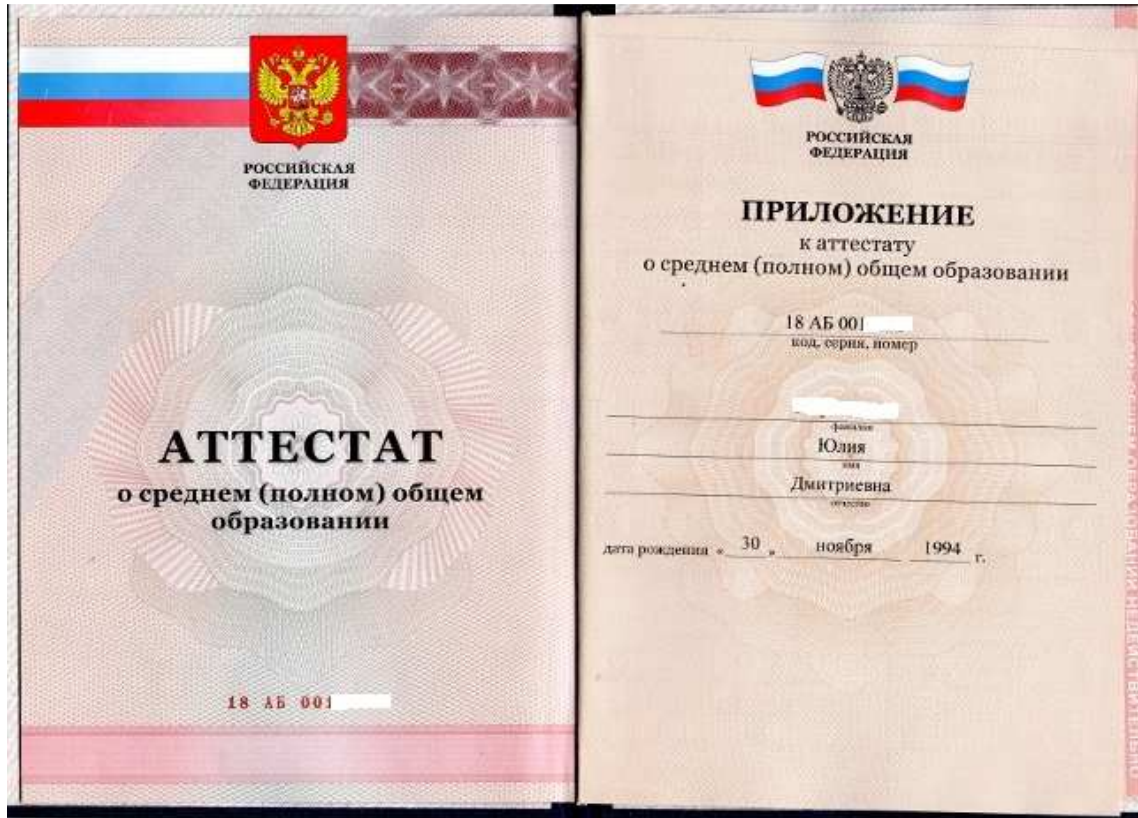 РОССИЙСКАЯ
ФЕДЕРАЦИЯ
АТТЕСТАТ
о среднем (полном) общем
образовании
18 АБ 001
РОССИЙСКАЯ
ФЕДЕРАЦИЯ
ПРИЛОЖЕНИЕ
к аттестату
о среднем (полном) общем образовании
18 АБ 001
код, серия, номер
фамилия
Юлия
имя
Дмитриевна
отчество
дата рождения « 30 » ноября 1994 г.
НЕДЕЙСТВИТЕЛЬНО